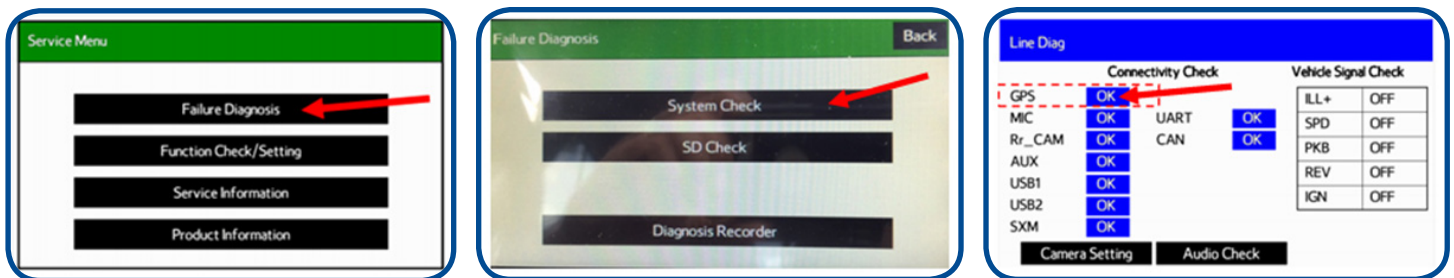 Service Menu
Failure Diagnosis
Function Check/Setting
Service Information
Product Information
Failure Diagnosis
Back
System Check
SD Check
Diagnosis Recorder
Line Diag
Connectivity Check
Vehicle Signal Check
GPS OK
MIC OK UART OK
Rr_CAM OK CAN OK
AUX OK
USB1 OK
USB2 OK
SXM OK
ILL+ OFF
SPD OFF
PKB OFF
REV OFF
IGN OFF
Camera Setting
Audio Check